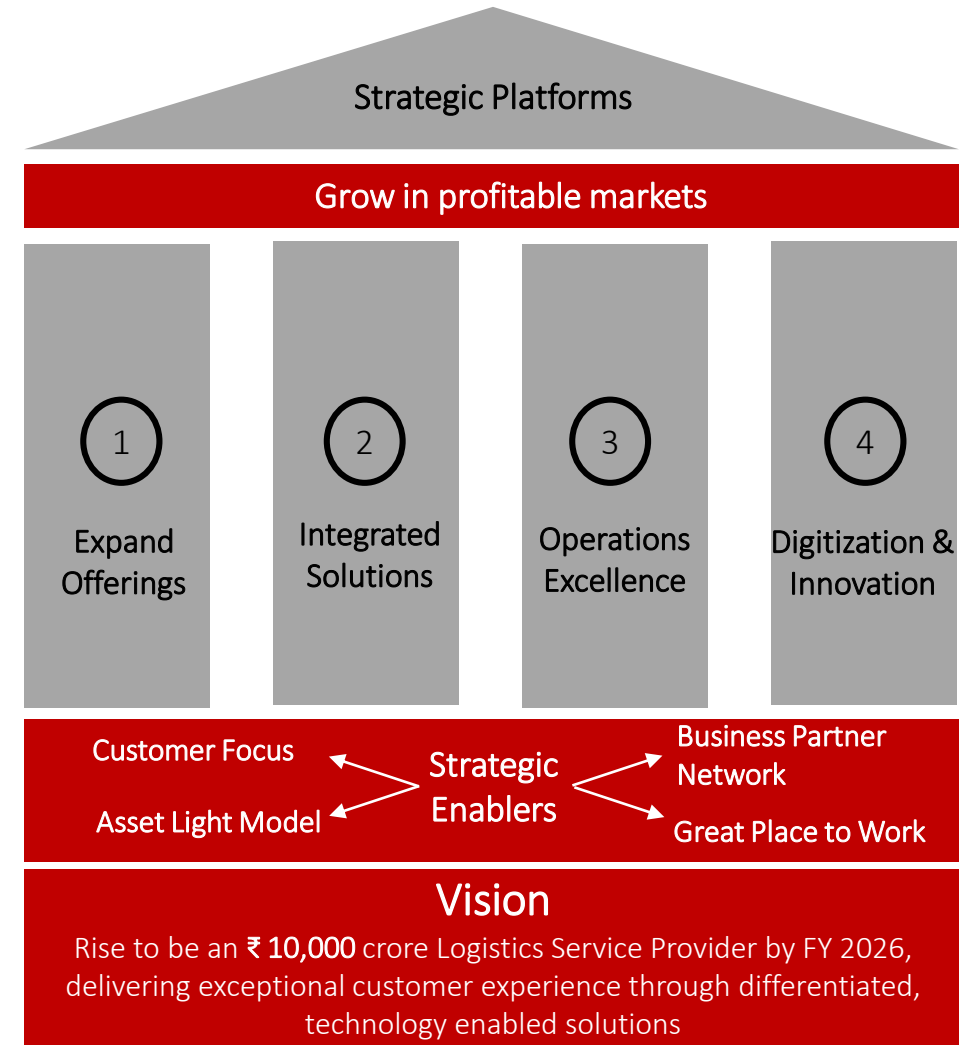 Strategic Platforms
Grow in profitable markets
1
Expand
Offerings
2
Integrated
Solutions
3
Operations
Excellence
4
Digitization &
Innovation
Customer Focus
Asset Light Model
Strategic
Enablers
Business Partner
Network
Great Place to Work
Vision
Rise to be an ₹ 10,000 crore Logistics Service Provider by FY 2026,
delivering exceptional customer experience through differentiated,
technology enabled solutions